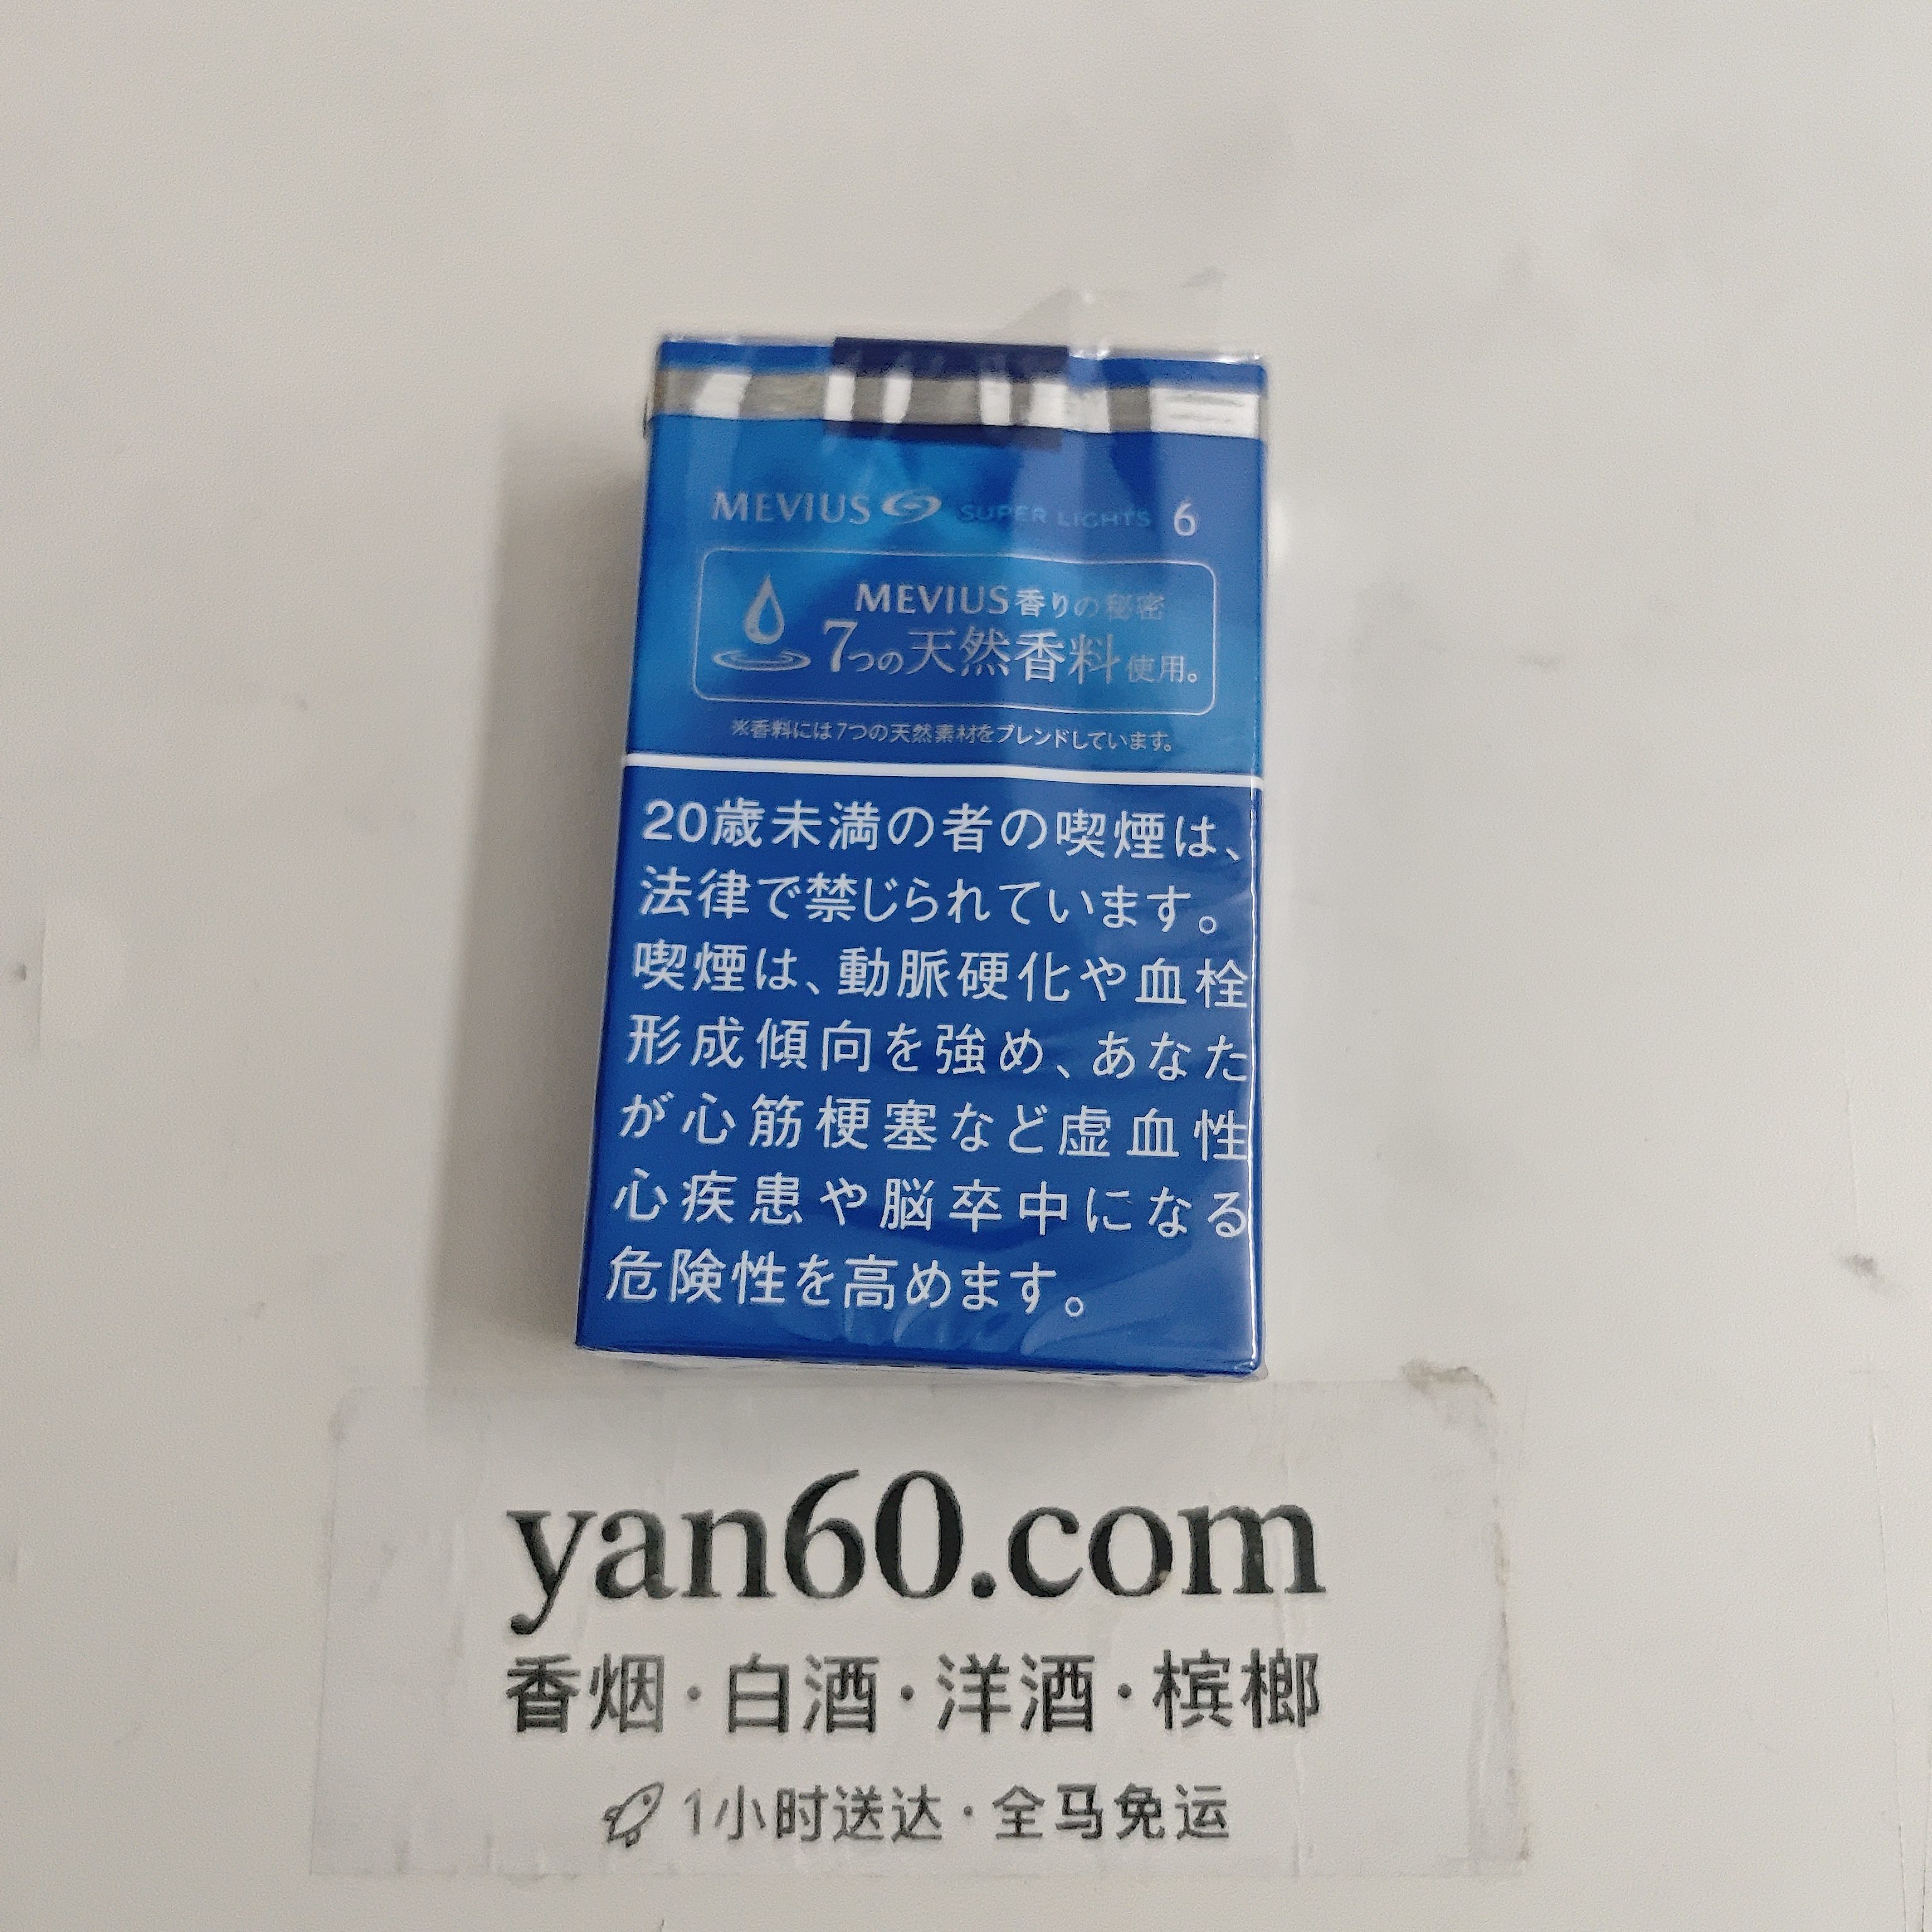 MEVIUS SUPER LIGHTS 6
MEVIUS香りの秘密
7つの天然香料使用。
※香料には7つの天然素材をブレンドしています。
20歳未満の者の喫煙は、
法律で禁じられています。
喫煙は、動脈硬化や血栓
形成傾向を強め、あなた
が心筋梗塞など虚血性
心疾患や脳卒中になる
危険性を高めます。
yan60.com
香烟·白酒·洋酒·槟榔
1小时送达·全马免运